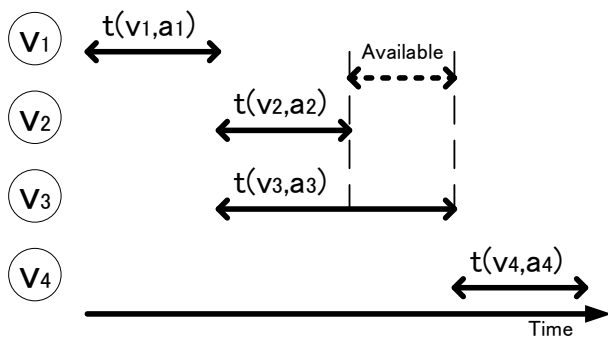 V1
t(v1,a1)
Available
V2
t(v2,a2)
V3
t(v3,a3)
V4
t(v4,a4)
Time